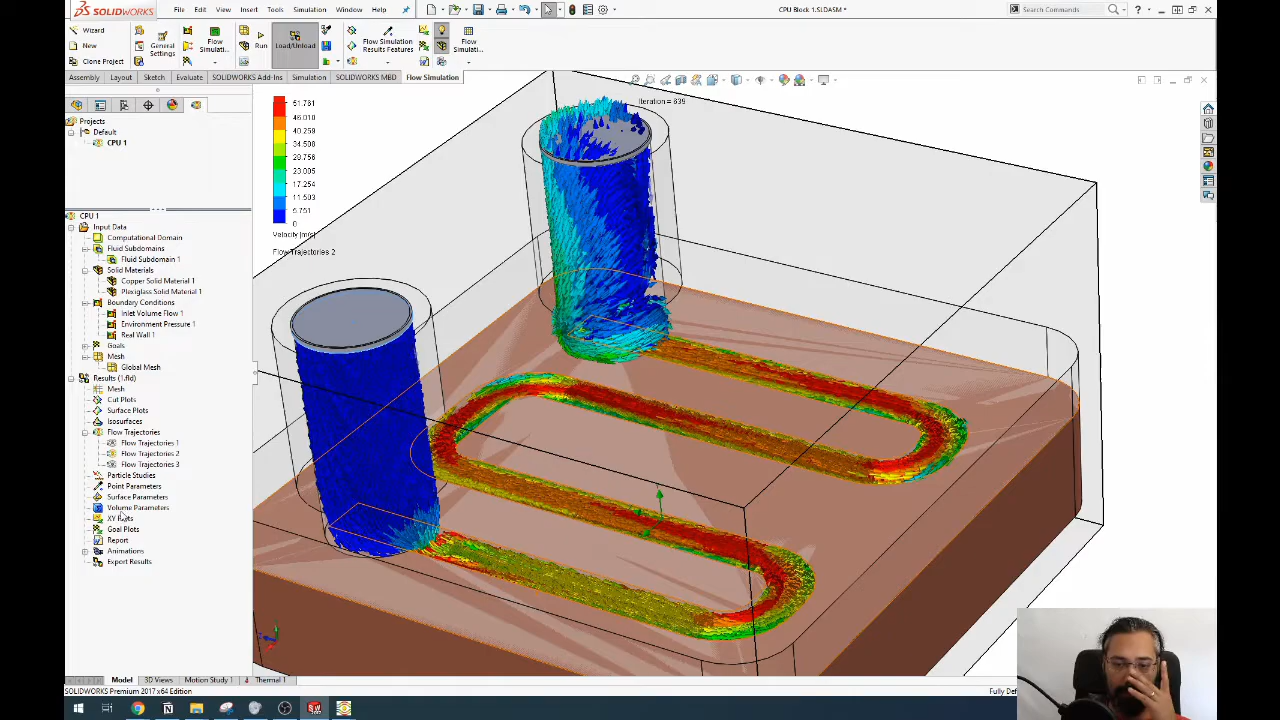 SOLIDWORKS
File Edit View Insert Tools Simulation Window Help
CPU Block 1.SLDASM *
Search Commands
Wizard
New
Clone Project
General Settings
Flow Simulati...
Run
Load/Unload
Flow Simulation Results Features
Flow Simulati...
Assembly Layout Sketch Evaluate SOLIDWORKS Add-Ins Simulation SOLIDWORKS MBD Flow Simulation
Projects
Default
CPU 1
CPU 1
Input Data
Computational Domain
Fluid Subdomains
Fluid Subdomain 1
Solid Materials
Copper Solid Material 1
Plexiglass Solid Material 1
Boundary Conditions
Inlet Volume Flow 1
Environment Pressure 1
Real Wall 1
Goals
Mesh
Global Mesh
Results (1.fld)
Mesh
Cut Plots
Surface Plots
Isosurfaces
Flow Trajectories
Flow Trajectories 1
Flow Trajectories 2
Flow Trajectories 3
Particle Studies
Point Parameters
Surface Parameters
Volume Parameters
XY Plots
Goal Plots
Report
Animations
Export Results
51.761
46.010
40.259
34.508
28.756
23.005
17.254
11.503
5.751
0
Velocity [m/s]
Flow Trajectories 2
Iteration = 639
Model 3D Views Motion Study 1 Thermal 1
SOLIDWORKS Premium 2017 x64 Edition
Fully Def